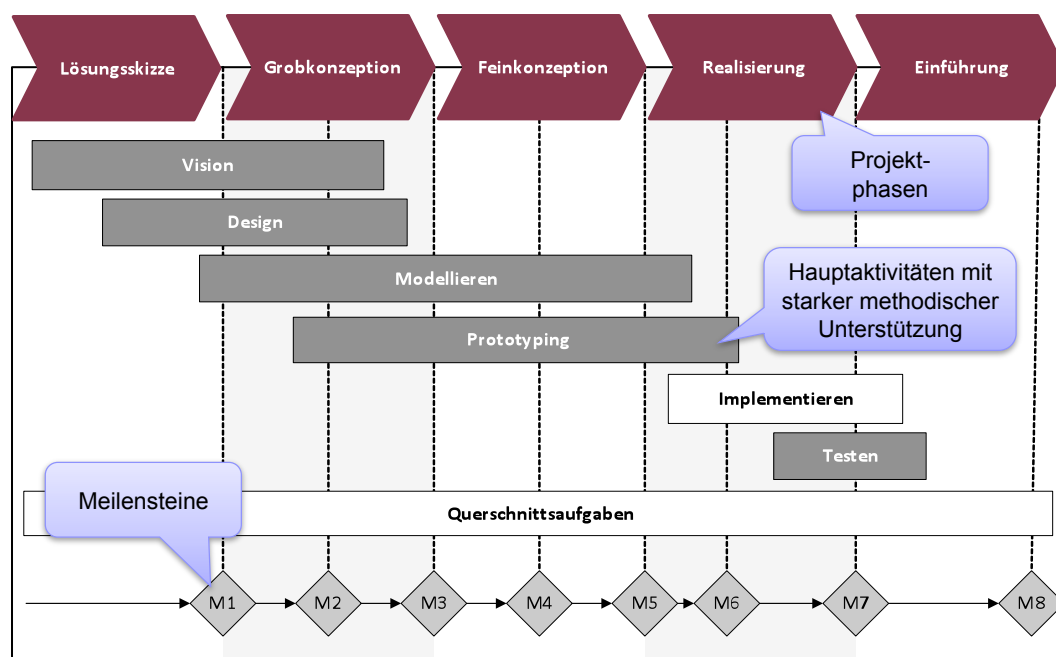 Lösungsskizze
Grobkonzeption
Feinkonzeption
Realisierung
Einführung
Vision
Projekt-
phasen
Design
Modellieren
Hauptaktivitäten mit
starker methodischer
Unterstützung
Prototyping
Implementieren
Testen
Meilensteine
Querschnittsaufgaben
M1
M2
M3
M4
M5
M6
M7
M8